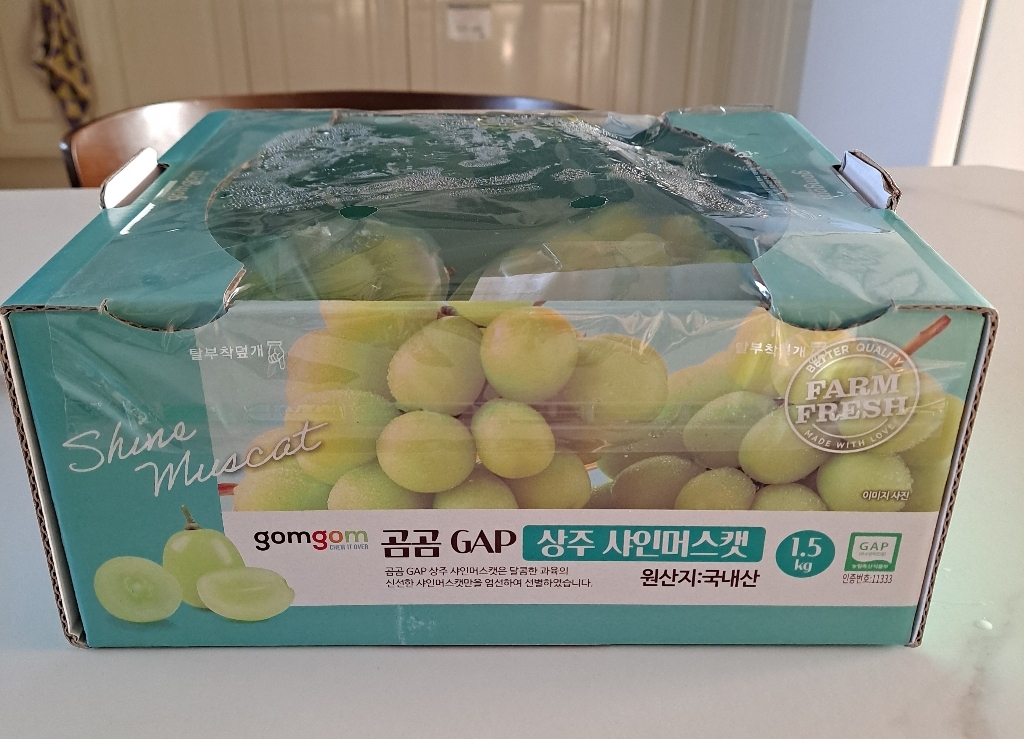 탈부착덮개
탈부착덮개
BETTER QUALITY
FARM
FRESH
MADE WITH LOVE
Shine
Muscat
이미지 사진
gomgom
CHEW IT OVER
곰곰 GAP 상주 샤인머스캣
1.5
kg
GAP
곰곰 GAP 상주 샤인머스캣은 달콤한 과육의
신선한 샤인머스캣만을 엄선하여 선별하였습니다.
원산지:국내산
인증번호:11333